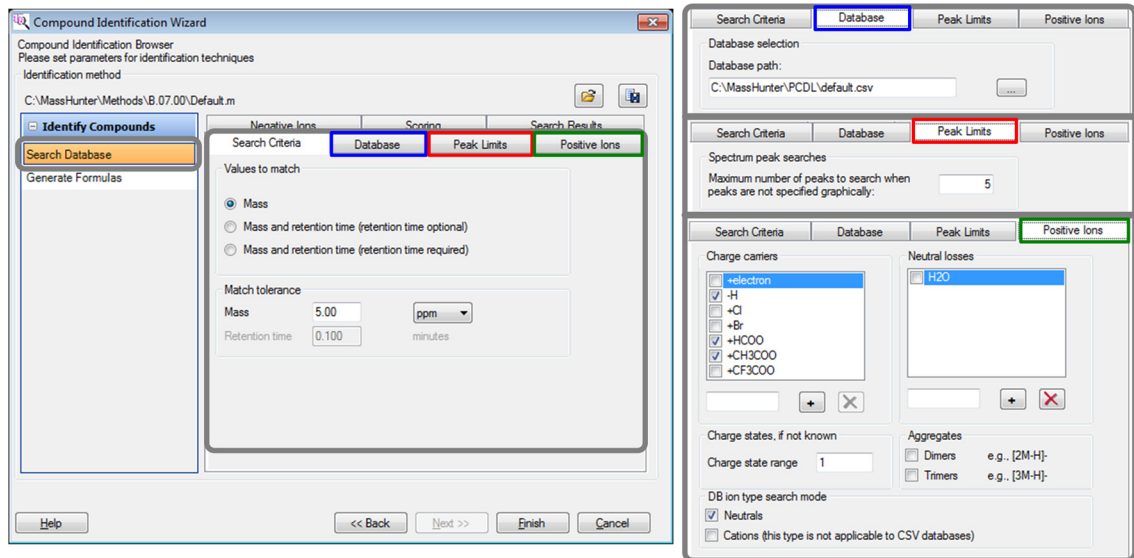 Compound Identification Wizard
Compound Identification Browser
Please set parameters for identification techniques
Identification method
C:\MassHunter\Methods\B.07.00\Default.m
Identify Compounds
Search Database
Generate Formulas
Negative Ions Scoring Search Results
Search Criteria Database Peak Limits Positive Ions
Values to match
Mass
Mass and retention time (retention time optional)
Mass and retention time (retention time required)
Match tolerance
Mass 5.00 ppm
Retention time 0.100 minutes
Help << Back Next >> Finish Cancel
Search Criteria Database Peak Limits Positive Ions
Database selection
Database path:
C:\MassHunter\PCDL\default.csv ...
Search Criteria Database Peak Limits Positive Ions
Spectrum peak searches
Maximum number of peaks to search when
peaks are not specified graphically: 5
Search Criteria Database Peak Limits Positive Ions
Charge carriers
+electron
-H
+Cl
+Br
+HCOO
+CH3COO
+CF3COO
+
Neutral losses
H2O
+
Charge states, if not known
Charge state range 1
Aggregates
Dimers e.g., [2M-H]-
Trimers e.g., [3M-H]-
DB ion type search mode
Neutrals
Cations (this type is not applicable to CSV databases)